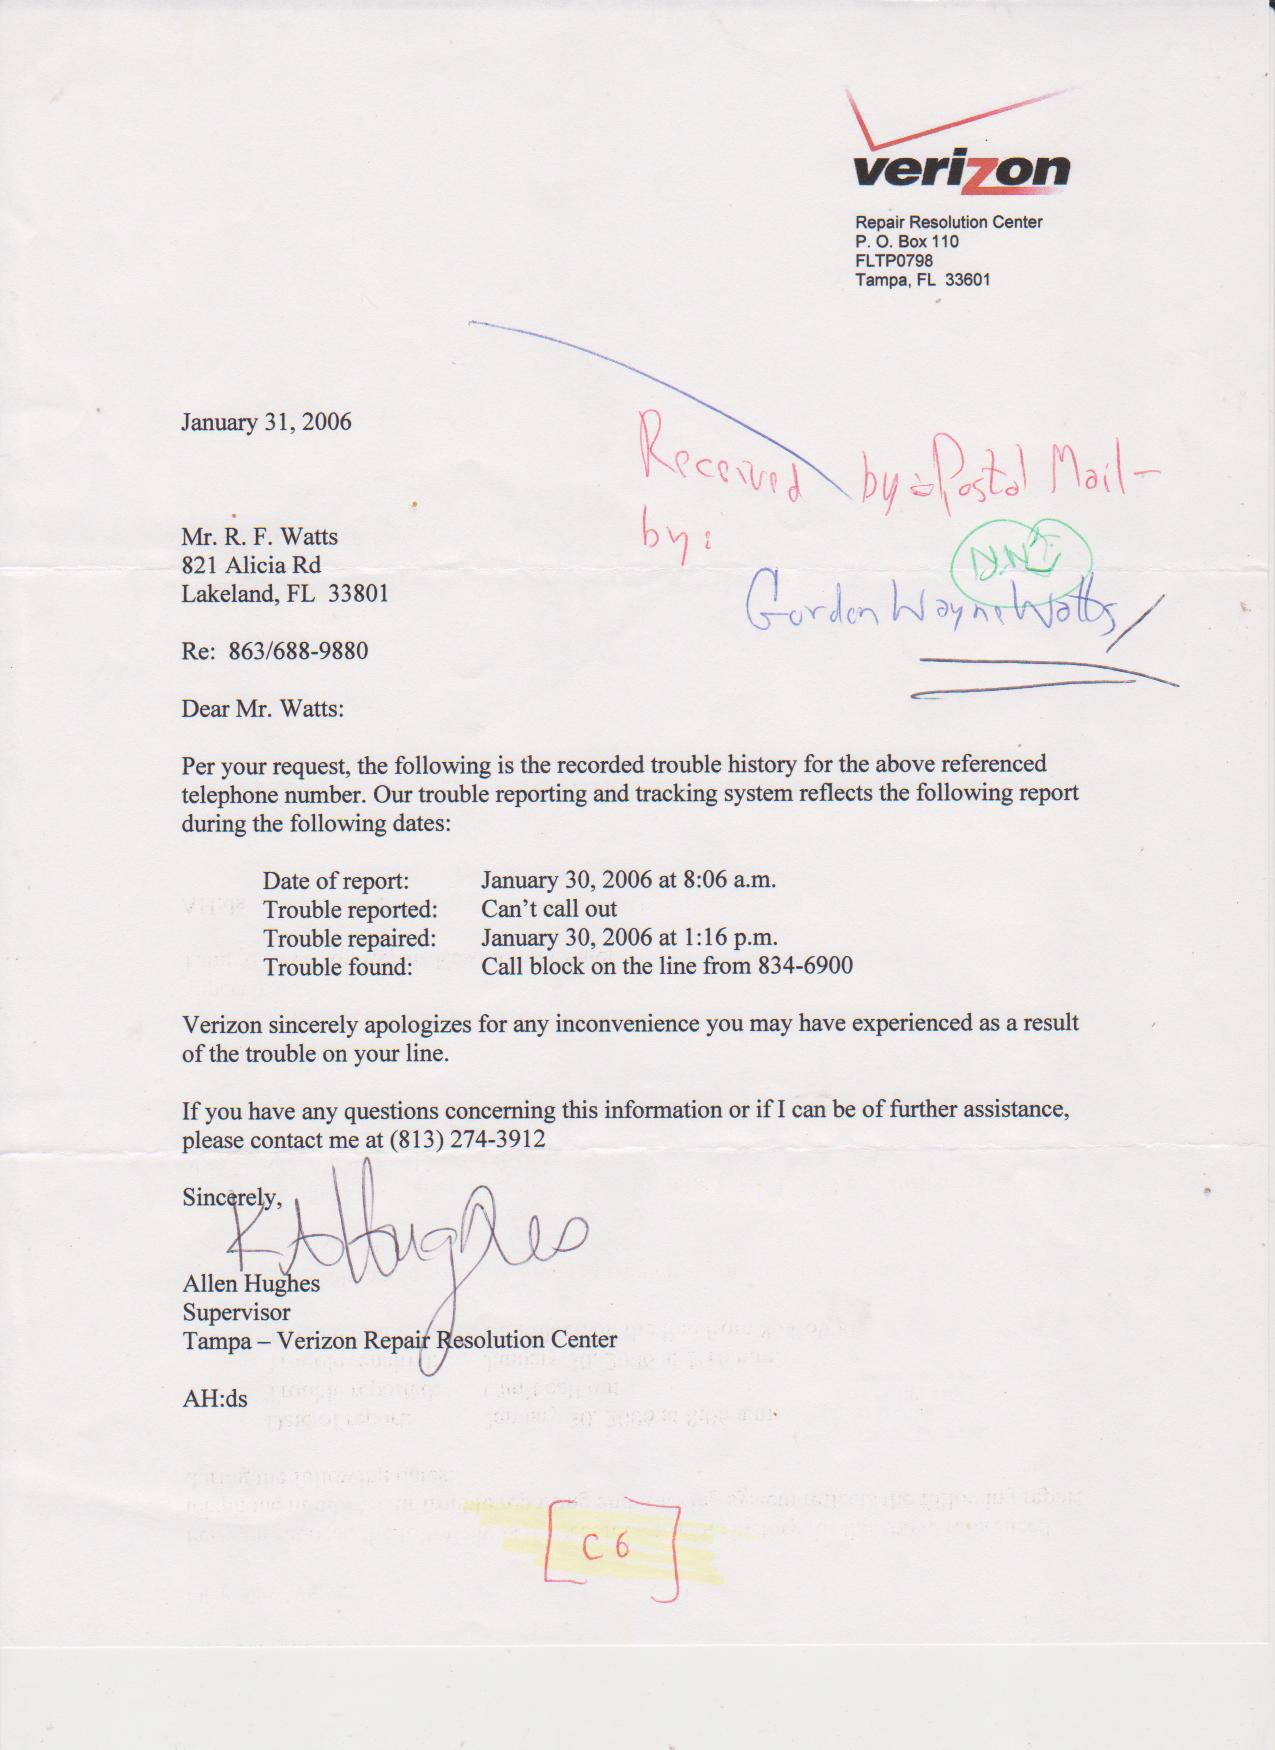 verizon
Repair Resolution Center
P. O. Box 110
FLTP0798
Tampa, FL 33601
January 31, 2006
Received by Postal Mail-
by:
Gordon Wayne Watts
Mr. R. F. Watts
821 Alicia Rd
Lakeland, FL 33801
Re: 863/688-9880
Dear Mr. Watts:
Per your request, the following is the recorded trouble history for the above referenced
telephone number. Our trouble reporting and tracking system reflects the following report
during the following dates:
Date of report: January 30, 2006 at 8:06 a.m.
Trouble reported: Can't call out
Trouble repaired: January 30, 2006 at 1:16 p.m.
Trouble found: Call block on the line from 834-6900
Verizon sincerely apologizes for any inconvenience you may have experienced as a result
of the trouble on your line.
If you have any questions concerning this information or if I can be of further assistance,
please contact me at (813) 274-3912
Sincerely,
K A Hughes
Allen Hughes
Supervisor
Tampa – Verizon Repair Resolution Center
AH:ds
[C6]